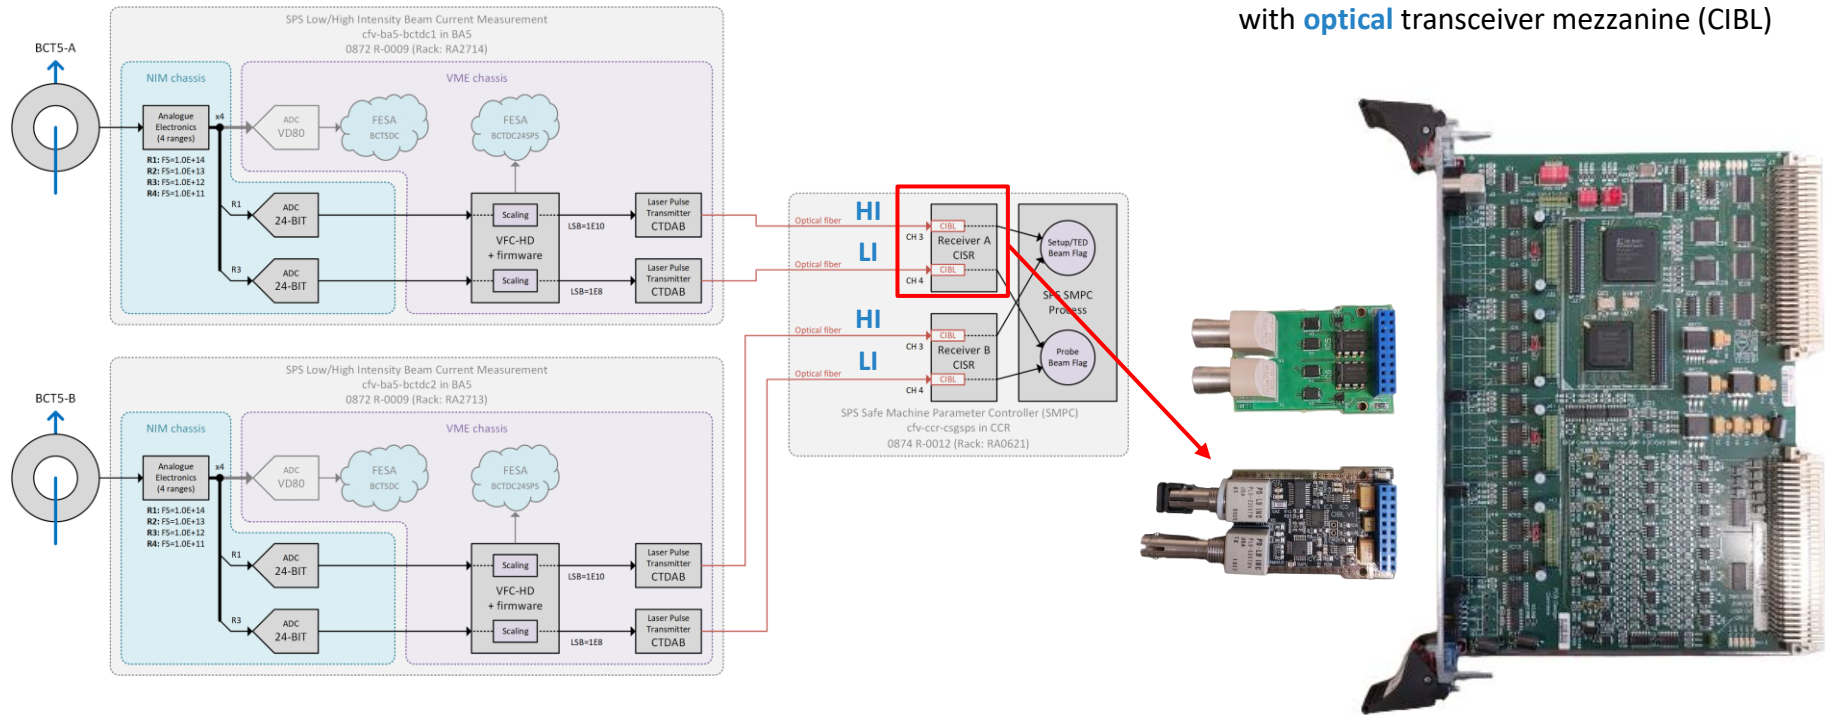 with optical transceiver mezzanine (CIBL)
SPS Low/High Intensity Beam Current Measurement
cfv-ba5-bctdc1 in BA5
0872 R-0009 (Rack: RA2714)
BCT5-A
NIM chassis
VME chassis
Analogue
Electronics
(4 ranges)
x4
ADC
VD80
FESA
BCTSDC
FESA
BCTDC24SPS
R1: FS=1.0E+14
R2: FS=1.0E+13
R3: FS=1.0E+12
R4: FS=1.0E+11
R1
ADC
24-BIT
Scaling
LSB=1E10
Laser Pulse
Transmitter
CTDAB
VFC-HD
+ firmware
R3
ADC
24-BIT
Scaling
LSB=1E8
Laser Pulse
Transmitter
CTDAB
Optical fiber
HI
CH 3
CIBL
Receiver A
CISR
Optical fiber
LI
CH 4
CIBL
Setup/TED
Beam Flag
SPS SMPC
Process
Optical fiber
HI
CH 3
CIBL
Receiver B
CISR
Optical fiber
LI
CH 4
CIBL
Probe
Beam Flag
SPS Safe Machine Parameter Controller (SMPC)
cfv-ccr-csgsps in CCR
0874 R-0012 (Rack: RA0621)
SPS Low/High Intensity Beam Current Measurement
cfv-ba5-bctdc2 in BA5
0872 R-0009 (Rack: RA2713)
BCT5-B
NIM chassis
VME chassis
Analogue
Electronics
(4 ranges)
x4
ADC
VD80
FESA
BCTSDC
FESA
BCTDC24SPS
R1: FS=1.0E+14
R2: FS=1.0E+13
R3: FS=1.0E+12
R4: FS=1.0E+11
R1
ADC
24-BIT
Scaling
LSB=1E10
Laser Pulse
Transmitter
CTDAB
VFC-HD
+ firmware
R3
ADC
24-BIT
Scaling
LSB=1E8
Laser Pulse
Transmitter
CTDAB
CIBL V1